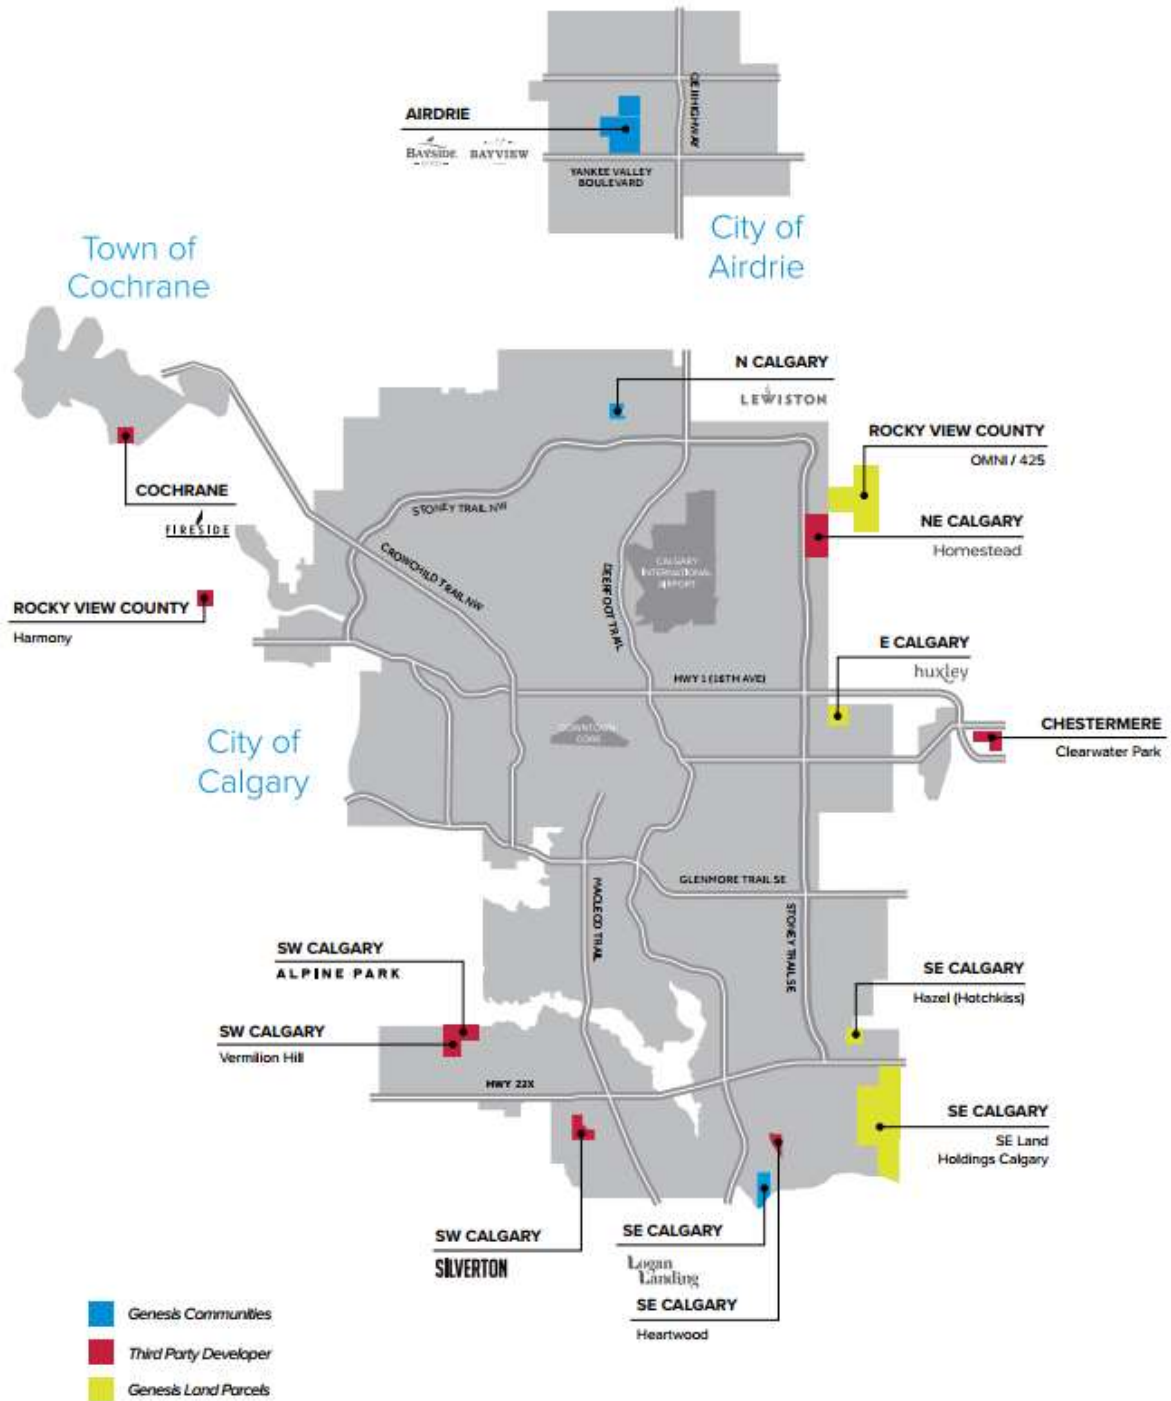 AIRDRIE
BAYSIDE BAYVIEW
QE II HIGHWAY
YANKEE VALLEY
BOULEVARD
City of
Airdrie
Town of
Cochrane
N CALGARY
LEWISTON
ROCKY VIEW COUNTY
OMNI / 425
COCHRANE
FIRESIDE
STONEY TRAIL NW
CROWCHILD TRAIL NW
DEERFOOT TRAIL
CALGARY
INTERNATIONAL
AIRPORT
NE CALGARY
Homestead
ROCKY VIEW COUNTY
Harmony
E CALGARY
huxley
HWY 1 (16TH AVE)
CHESTERMERE
Clearwater Park
City of
Calgary
DOWNTOWN
CORE
GLENMORE TRAIL SE
MACLEOD TRAIL
STONEY TRAIL SE
SW CALGARY
ALPINE PARK
SE CALGARY
Hazel (Hotchkiss)
SW CALGARY
Vermilion Hill
HWY 22X
SE CALGARY
SE Land
Holdings Calgary
SW CALGARY
SILVERTON
SE CALGARY
Logan
Landing
SE CALGARY
Heartwood
Genesis Communities
Third Party Developer
Genesis Land Parcels